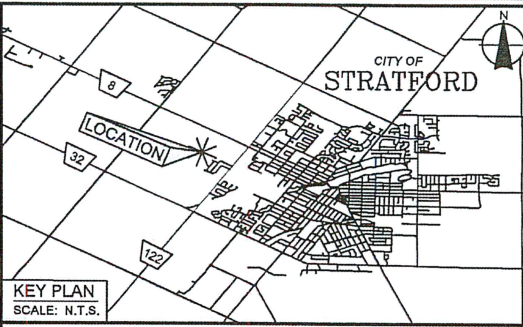 N
CITY OF
STRATFORD
8
LOCATION
32
122
KEY PLAN
SCALE: N.T.S.